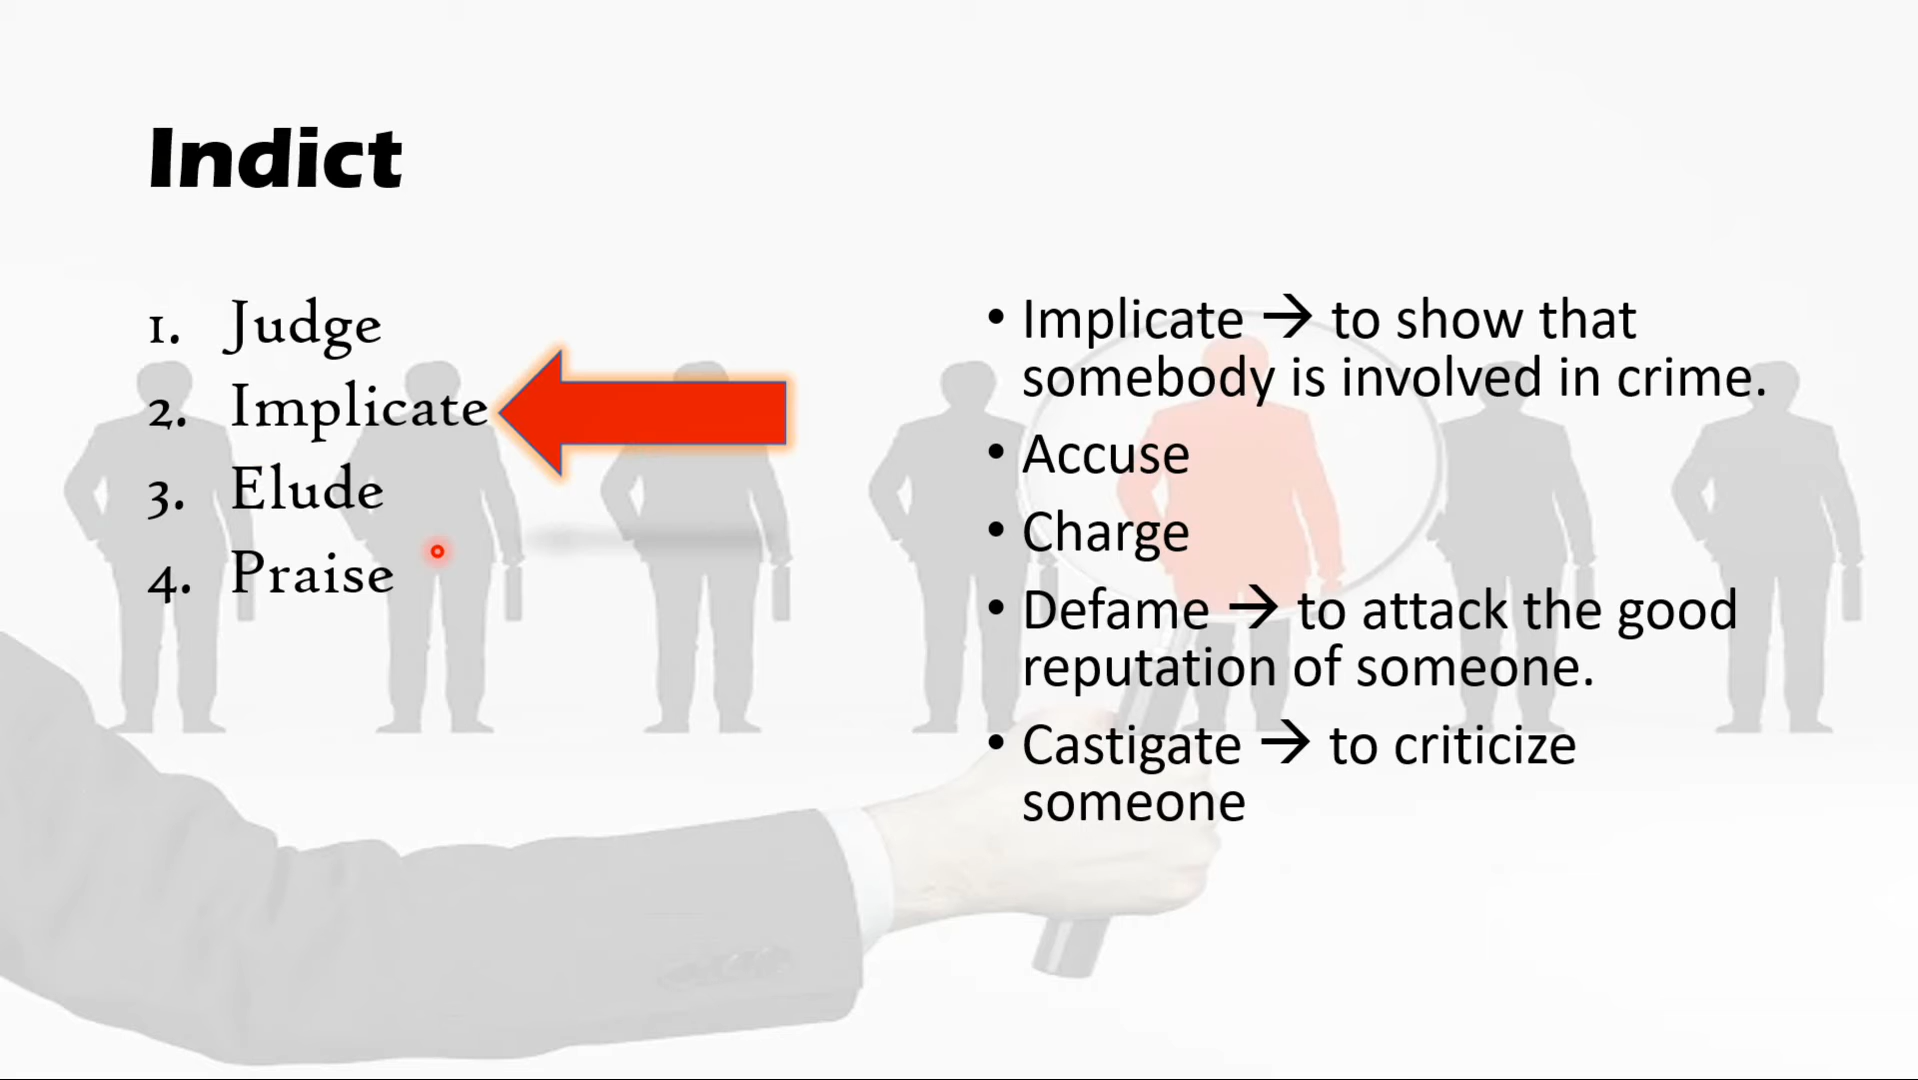 Indict
1. Judge
2. Implicate
3. Elude
4. Praise
• Implicate → to show that
somebody is involved in crime.
• Accuse
• Charge
• Defame → to attack the good
reputation of someone.
• Castigate → to criticize
someone